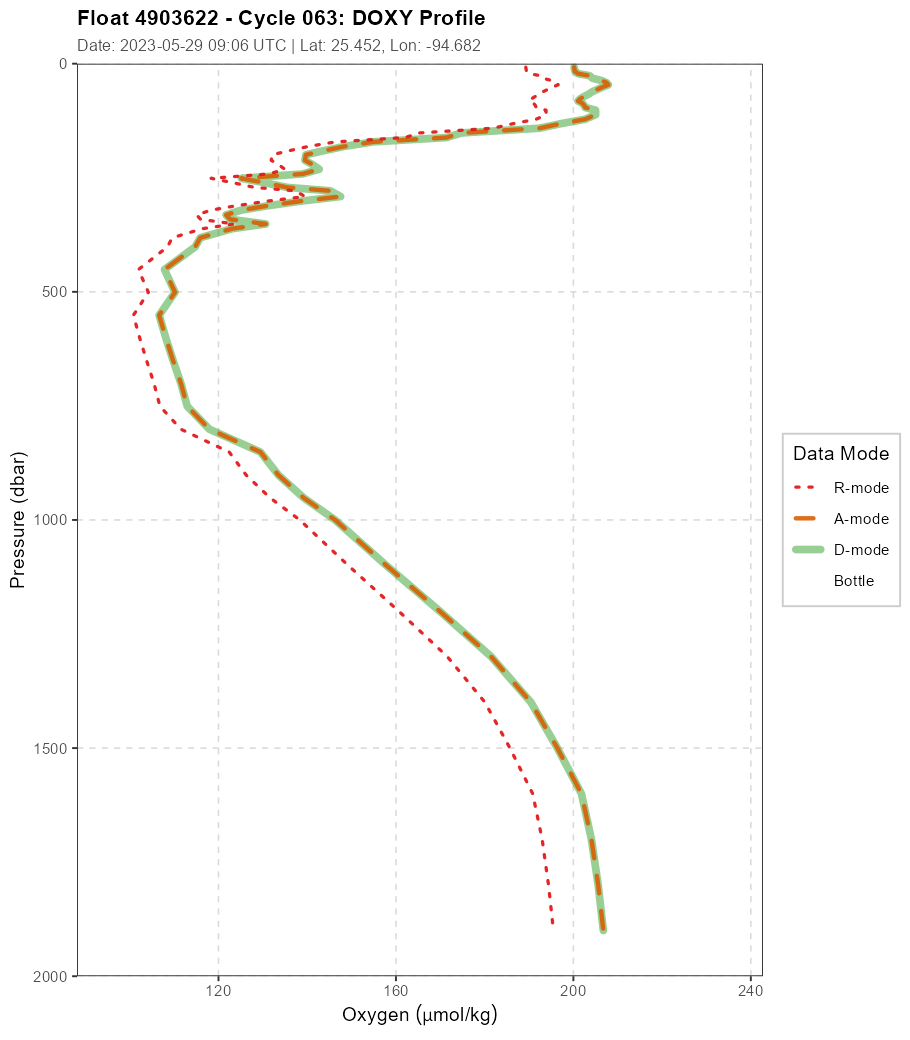 Float 4903622 - Cycle 063: DOXY Profile
Date: 2023-05-29 09:06 UTC | Lat: 25.452, Lon: -94.682
0
500
1000
1500
2000
Pressure (dbar)
120
160
200
240
Oxygen (μmol/kg)
Data Mode
R-mode
A-mode
D-mode
Bottle